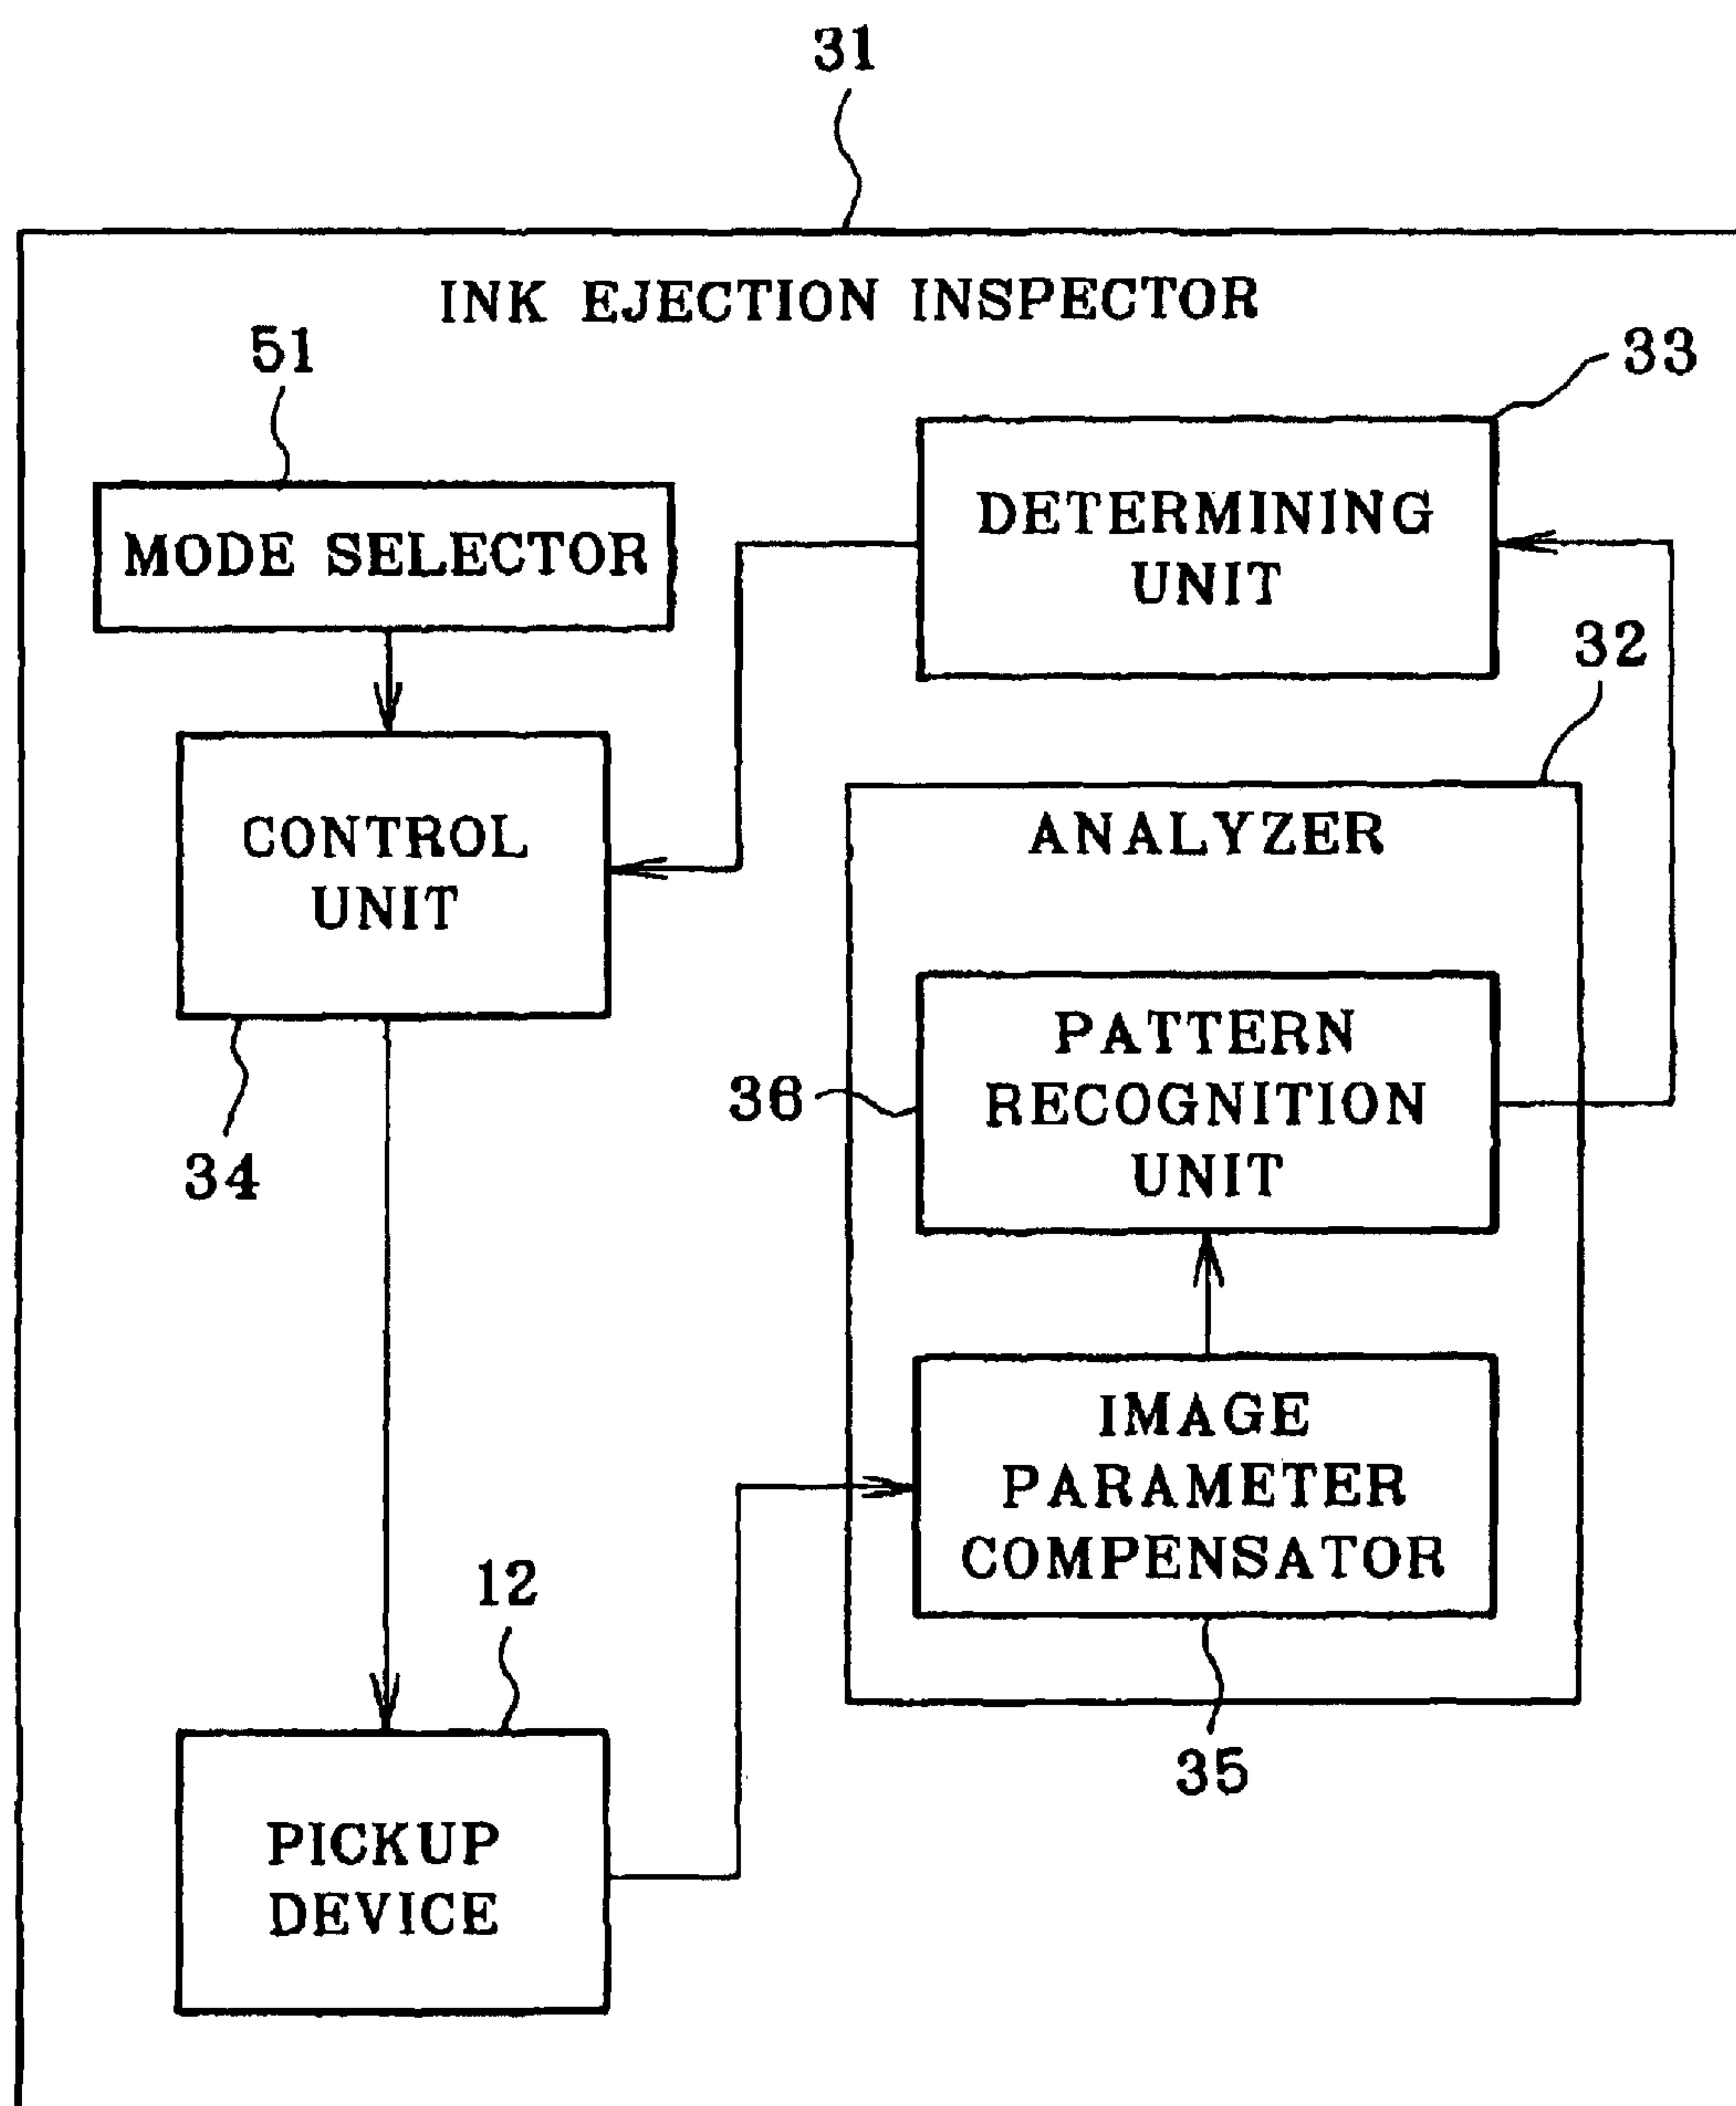 31
INK EJECTION INSPECTOR
51
33
MODE SELECTOR
DETERMINING
UNIT
32
CONTROL
UNIT
ANALYZER
34
36
PATTERN
RECOGNITION
UNIT
IMAGE
PARAMETER
COMPENSATOR
12
35
PICKUP
DEVICE